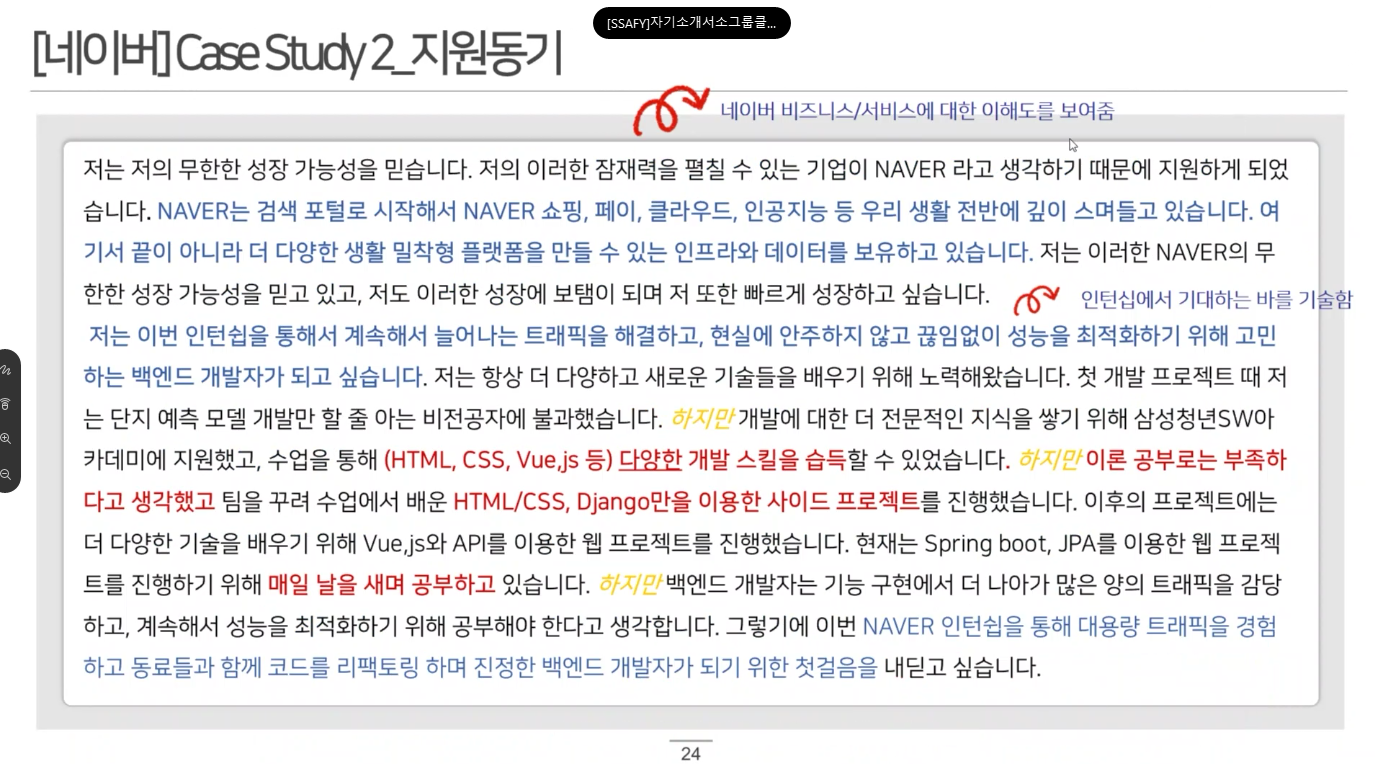 [SSAFY]자기소개서소그룹클...
[네이버] Case Study 2_지원동기
네이버 비즈니스/서비스에 대한 이해도를 보여줌
저는 저의 무한한 성장 가능성을 믿습니다. 저의 이러한 잠재력을 펼칠 수 있는 기업이 NAVER 라고 생각하기 때문에 지원하게 되었
습니다. NAVER는 검색 포털로 시작해서 NAVER 쇼핑, 페이, 클라우드, 인공지능 등 우리 생활 전반에 깊이 스며들고 있습니다. 여
기서 끝이 아니라 더 다양한 생활 밀착형 플랫폼을 만들 수 있는 인프라와 데이터를 보유하고 있습니다. 저는 이러한 NAVER의 무
한한 성장 가능성을 믿고 있고, 저도 이러한 성장에 보탬이 되며 저 또한 빠르게 성장하고 싶습니다.
인턴십에서 기대하는 바를 기술함
저는 이번 인턴쉽을 통해서 계속해서 늘어나는 트래픽을 해결하고, 현실에 안주하지 않고 끊임없이 성능을 최적화하기 위해 고민
하는 백엔드 개발자가 되고 싶습니다. 저는 항상 더 다양하고 새로운 기술들을 배우기 위해 노력해왔습니다. 첫 개발 프로젝트 때 저
는 단지 예측 모델 개발만 할 줄 아는 비전공자에 불과했습니다. 하지만 개발에 대한 더 전문적인 지식을 쌓기 위해 삼성청년SW아
카데미에 지원했고, 수업을 통해 (HTML, CSS, Vue,js 등) 다양한 개발 스킬을 습득할 수 있었습니다. 하지만 이론 공부로는 부족하
다고 생각했고 팀을 꾸려 수업에서 배운 HTML/CSS, Django만을 이용한 사이드 프로젝트를 진행했습니다. 이후의 프로젝트에는
더 다양한 기술을 배우기 위해 Vue,js와 API를 이용한 웹 프로젝트를 진행했습니다. 현재는 Spring boot, JPA를 이용한 웹 프로젝
트를 진행하기 위해 매일 날을 새며 공부하고 있습니다. 하지만 백엔드 개발자는 기능 구현에서 더 나아가 많은 양의 트래픽을 감당
하고, 계속해서 성능을 최적화하기 위해 공부해야 한다고 생각합니다. 그렇기에 이번 NAVER 인턴쉽을 통해 대용량 트래픽을 경험
하고 동료들과 함께 코드를 리팩토링 하며 진정한 백엔드 개발자가 되기 위한 첫걸음을 내딛고 싶습니다.
24